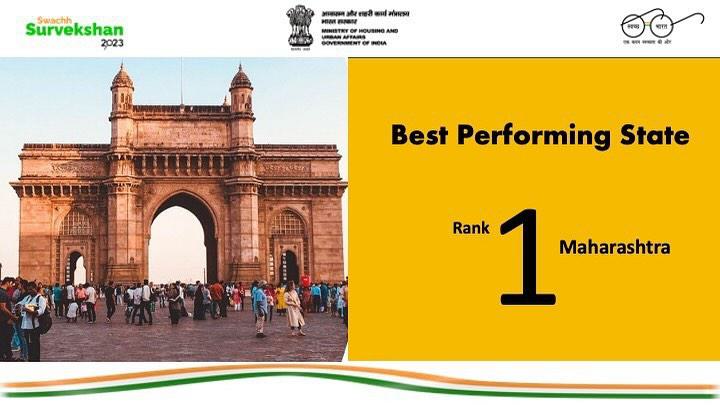 Swachh
Survekshan
2023
आवासन और शहरी कार्य मंत्रालय
भारत सरकार
MINISTRY OF HOUSING AND
URBAN AFFAIRS
GOVERNMENT OF INDIA
स्वच्छ भारत
एक कदम स्वच्छता की ओर
Best Performing State
Rank 1 Maharashtra